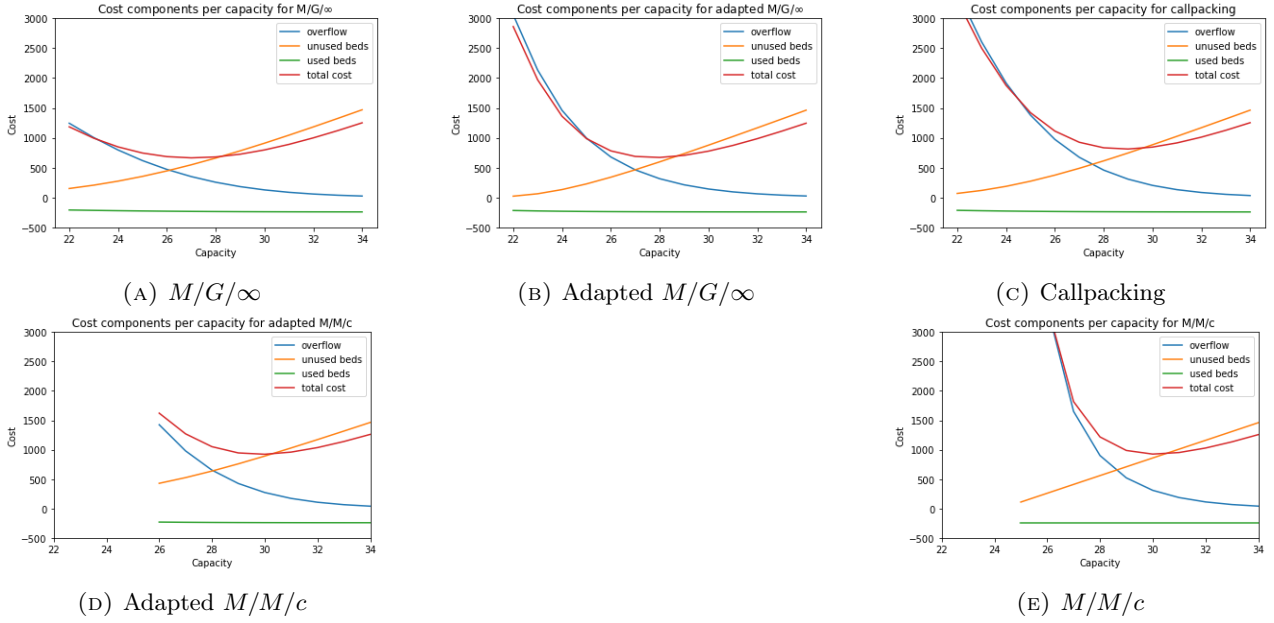 Cost components per capacity for M/G/∞
3000
2500
2000
1500
1000
500
0
−500
Cost
overflow
unused beds
used beds
total cost
22 24 26 28 30 32 34
Capacity
(A) M/G/∞
Cost components per capacity for adapted M/G/∞
3000
2500
2000
1500
1000
500
0
−500
Cost
overflow
unused beds
used beds
total cost
22 24 26 28 30 32 34
Capacity
(B) Adapted M/G/∞
Cost components per capacity for callpacking
3000
2500
2000
1500
1000
500
0
−500
Cost
overflow
unused beds
used beds
total cost
22 24 26 28 30 32 34
Capacity
(C) Callpacking
Cost components per capacity for adapted M/M/c
3000
2500
2000
1500
1000
500
0
−500
Cost
overflow
unused beds
used beds
total cost
22 24 26 28 30 32 34
Capacity
(D) Adapted M/M/c
Cost components per capacity for M/M/c
3000
2500
2000
1500
1000
500
0
−500
Cost
overflow
unused beds
used beds
total cost
22 24 26 28 30 32 34
Capacity
(E) M/M/c